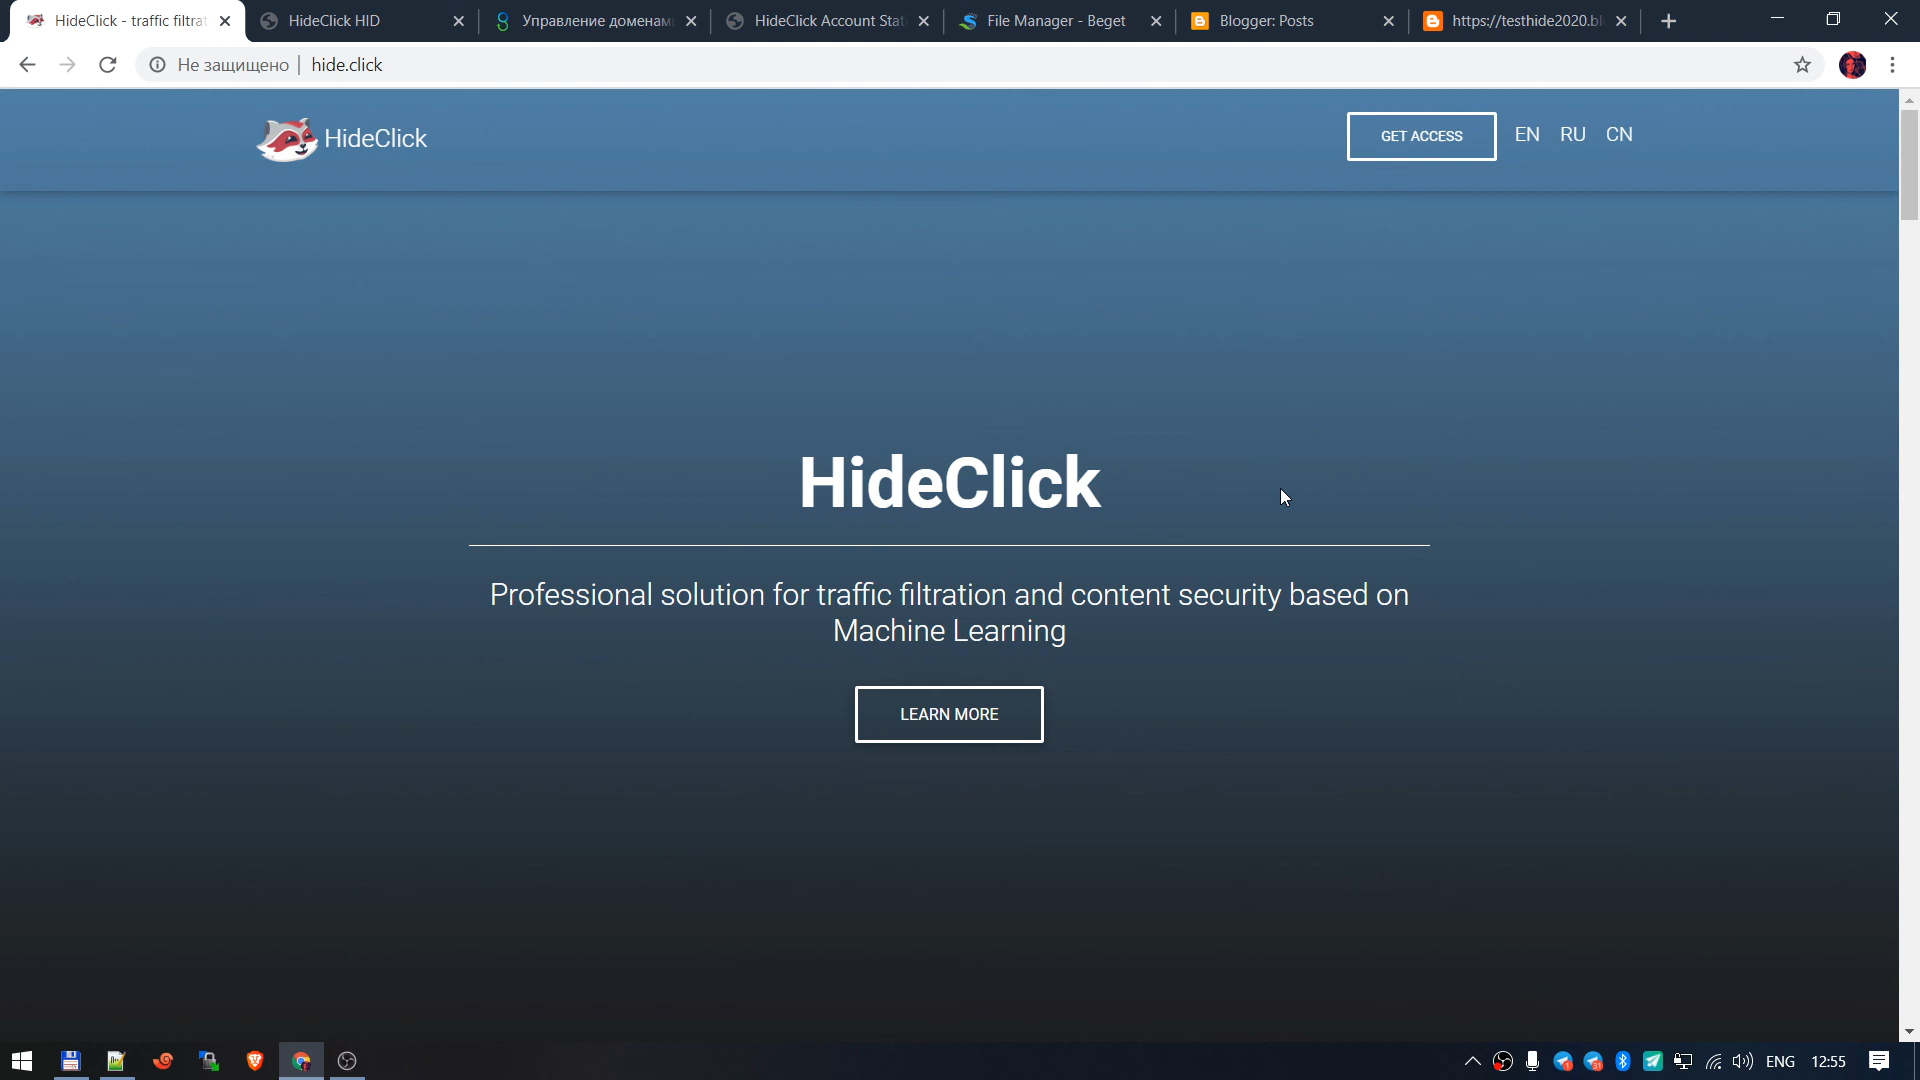 HideClick - traffic filtrat
HideClick HID
Управление доменами
HideClick Account Stat
File Manager - Beget
Blogger: Posts
https://testhide2020.bl
Не защищено
hide.click
HideClick
GET ACCESS
EN RU CN
HideClick
Professional solution for traffic filtration and content security based on
Machine Learning
LEARN MORE
ENG
12:55